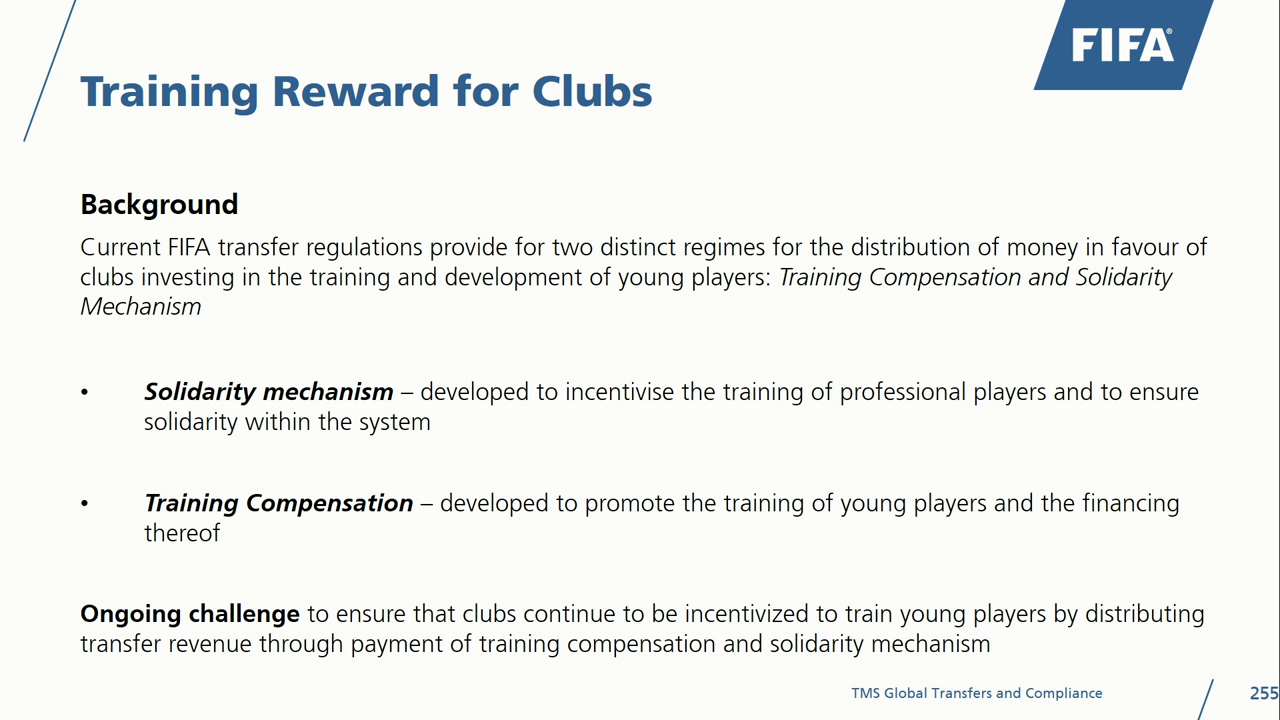 FIFA®
Training Reward for Clubs
Background
Current FIFA transfer regulations provide for two distinct regimes for the distribution of money in favour of
clubs investing in the training and development of young players: Training Compensation and Solidarity
Mechanism
• Solidarity mechanism – developed to incentivise the training of professional players and to ensure
solidarity within the system
• Training Compensation – developed to promote the training of young players and the financing
thereof
Ongoing challenge to ensure that clubs continue to be incentivized to train young players by distributing
transfer revenue through payment of training compensation and solidarity mechanism
TMS Global Transfers and Compliance
255